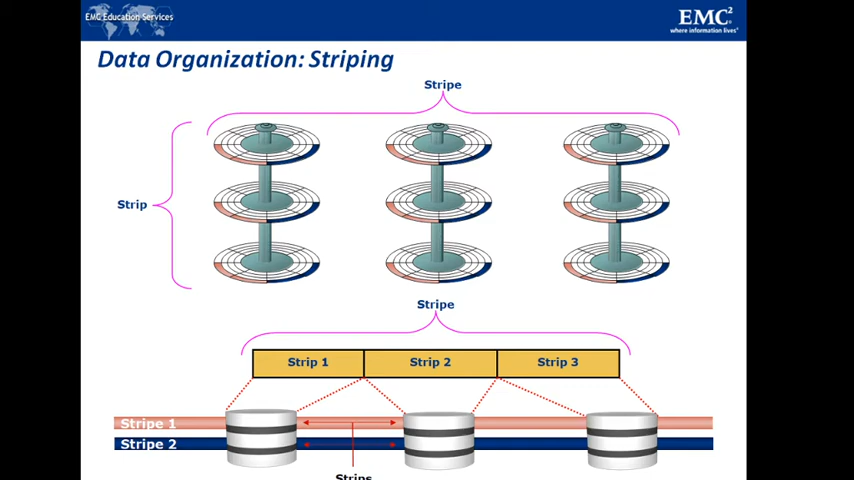 EMC Education Services
EMC²
where information lives®
Data Organization: Striping
Stripe
Strip
Stripe
Strip 1
Strip 2
Strip 3
Stripe 1
Stripe 2
Strips